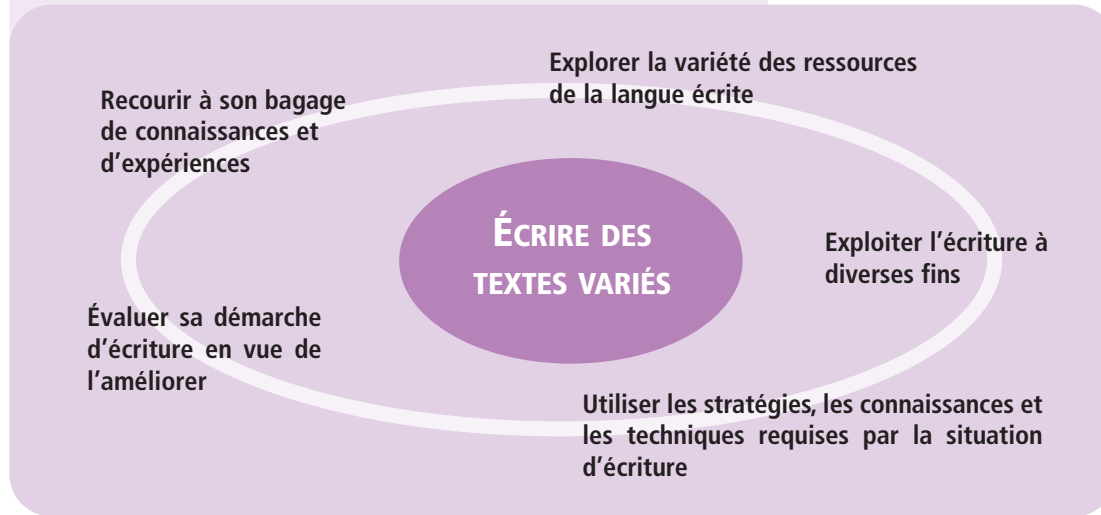 Explorer la variété des ressources
de la langue écrite
Recourir à son bagage
de connaissances et
d'expériences
ÉCRIRE DES
TEXTES VARIÉS
Exploiter l'écriture à
diverses fins
Évaluer sa démarche
d'écriture en vue de
l'améliorer
Utiliser les stratégies, les connaissances et
les techniques requises par la situation
d'écriture